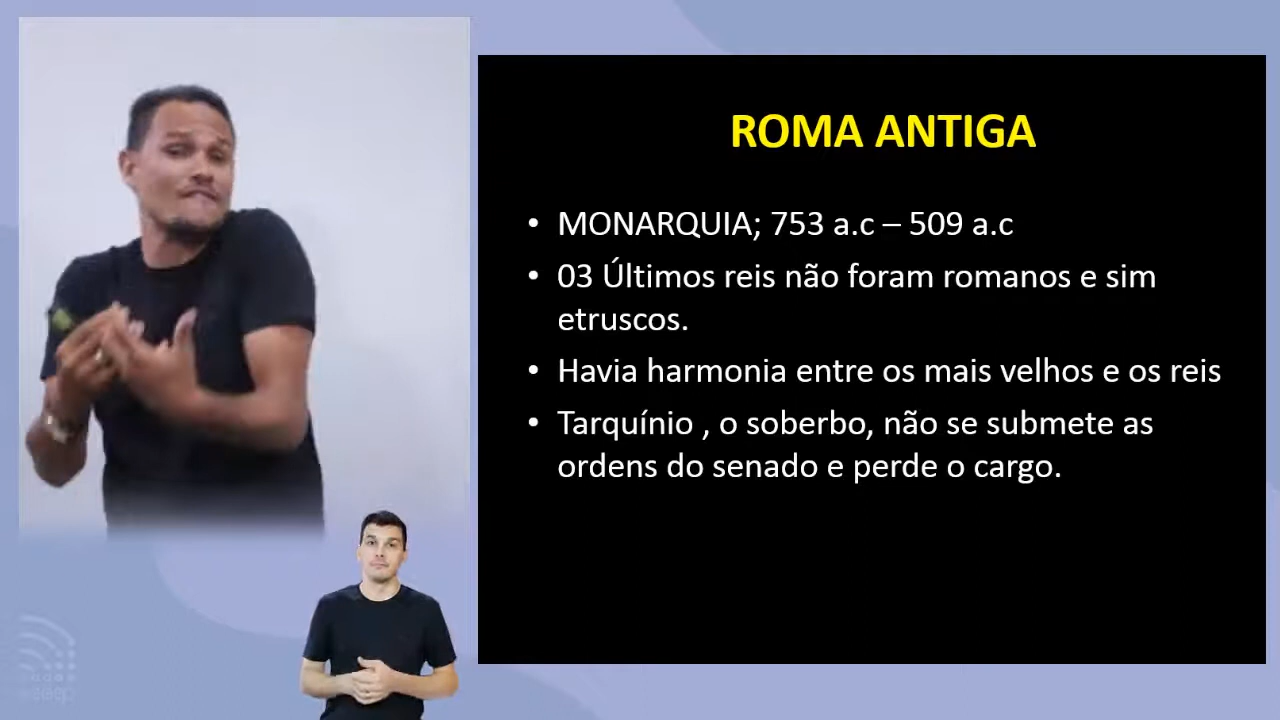 ROMA ANTIGA
• MONARQUIA; 753 a.c – 509 a.c
• 03 Últimos reis não foram romanos e sim
etruscos.
• Havia harmonia entre os mais velhos e os reis
• Tarquínio , o soberbo, não se submete as
ordens do senado e perde o cargo.